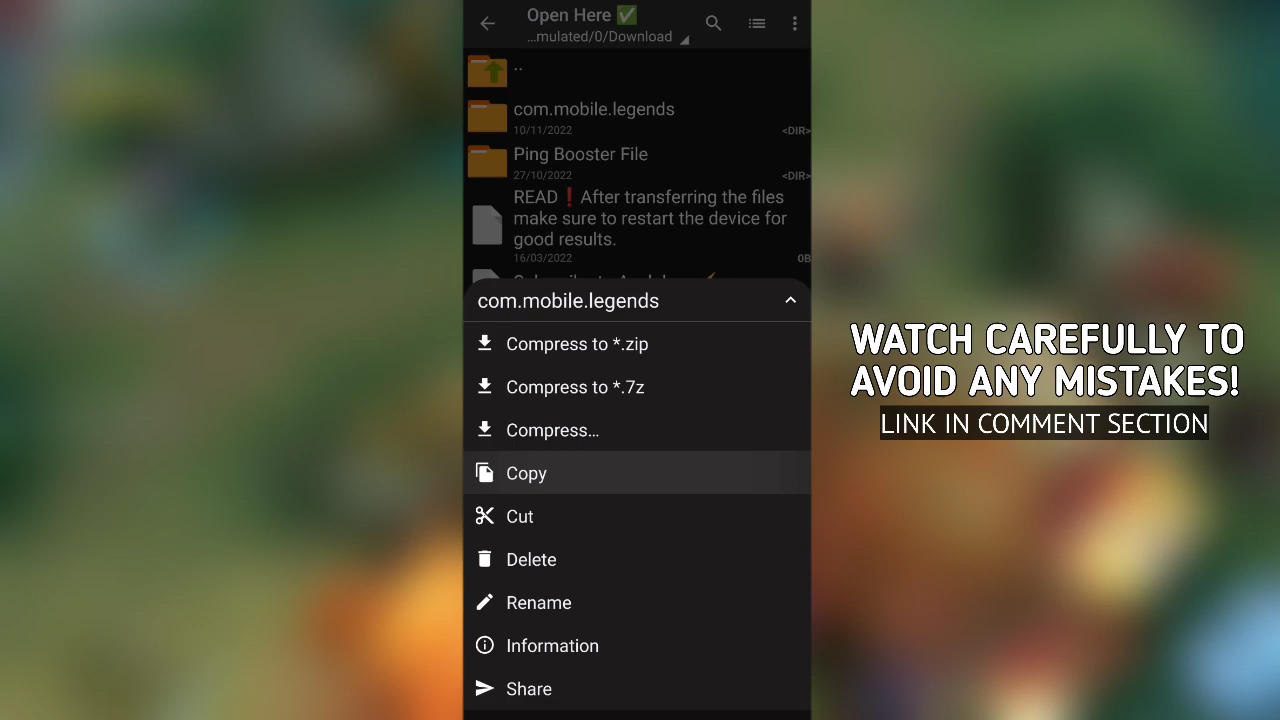 Open Here ✅
...mulated/0/Download
..
com.mobile.legends
10/11/2022
<DIR>
Ping Booster File
27/10/2022
<DIR>
READ❗After transferring the files
make sure to restart the device for
good results.
16/03/2022
0B
com.mobile.legends
Compress to *.zip
Compress to *.7z
Compress...
Copy
Cut
Delete
Rename
Information
Share
WATCH CAREFULLY TO
AVOID ANY MISTAKES!
LINK IN COMMENT SECTION